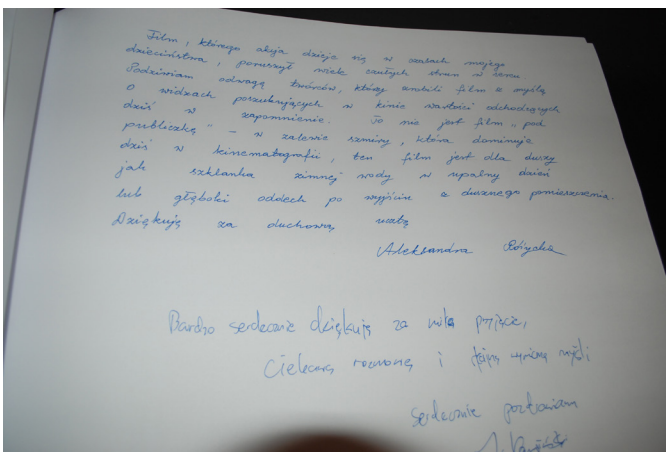 Film, którego akcja dzieje się w czasach mojego
dzieciństwa, poruszył wiele czułych strun w sercu
Podziwiam odwagę twórców, którzy zrobili film z myślą
o widzach poszukujących w kinie wartości odchodzących
dziś w zapomnienie. To nie jest film „pod
publiczkę" - w zalewie szmiry, która dominuje
dziś w kinematografii, ten film jest dla duszy
jak szklanka zimnej wody w upalny dzień
lub głęboki oddech po wyjściu z dusznego pomieszczenia.
Dziękuję za duchową ucztę
Aleksandra Różycka
Bardzo serdecznie dziękuję za miłe przyjęcie,
ciekawą rozmowę i myśli
Serdecznie pozdrawiam